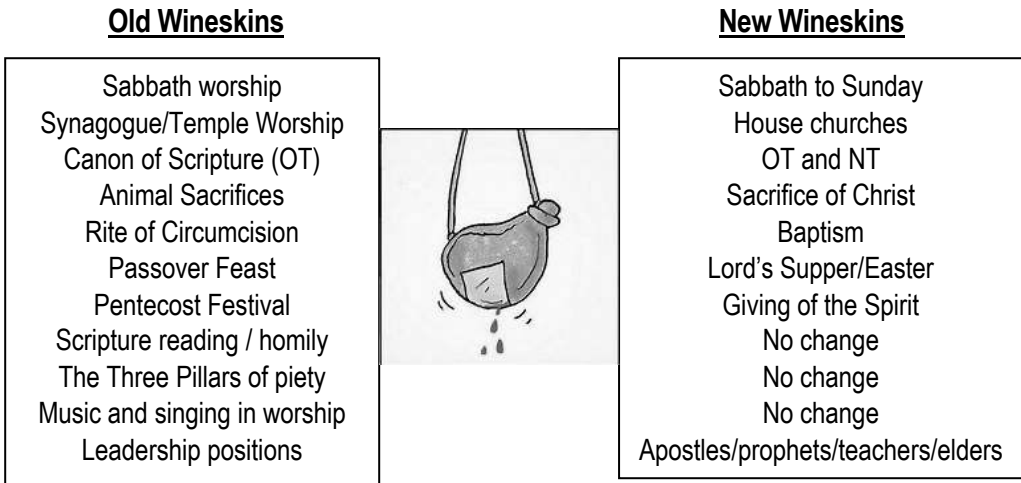 Old Wineskins
Sabbath worship
Synagogue/Temple Worship
Canon of Scripture (OT)
Animal Sacrifices
Rite of Circumcision
Passover Feast
Pentecost Festival
Scripture reading / homily
The Three Pillars of piety
Music and singing in worship
Leadership positions
New Wineskins
Sabbath to Sunday
House churches
OT and NT
Sacrifice of Christ
Baptism
Lord’s Supper/Easter
Giving of the Spirit
No change
No change
No change
Apostles/prophets/teachers/elders